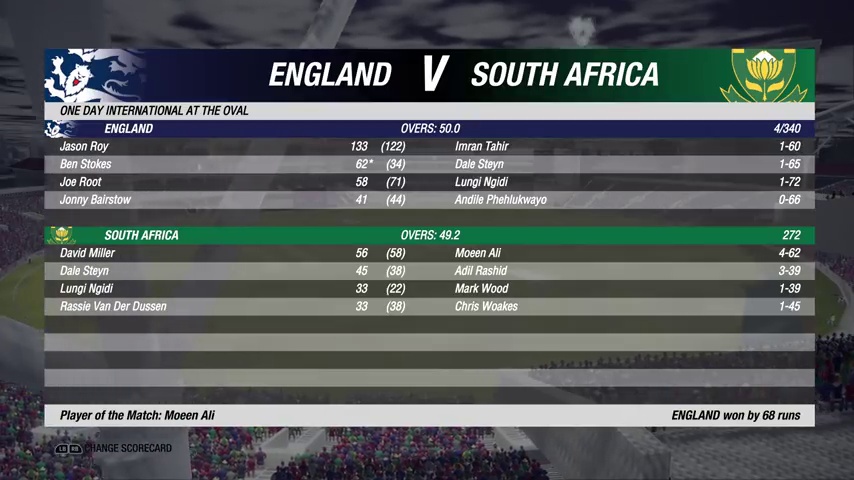 ENGLAND V SOUTH AFRICA
ONE DAY INTERNATIONAL AT THE OVAL
ENGLAND OVERS: 50.0 4/340
Jason Roy 133 (122) Imran Tahir 1-60
Ben Stokes 62* (34) Dale Steyn 1-65
Joe Root 58 (71) Lungi Ngidi 1-72
Jonny Bairstow 41 (44) Andile Phehlukwayo 0-66
SOUTH AFRICA OVERS: 49.2 272
David Miller 56 (58) Moeen Ali 4-62
Dale Steyn 45 (38) Adil Rashid 3-39
Lungi Ngidi 33 (22) Mark Wood 1-39
Rassie Van Der Dussen 33 (38) Chris Woakes 1-45
Player of the Match: Moeen Ali ENGLAND won by 68 runs
LB RB CHANGE SCORECARD